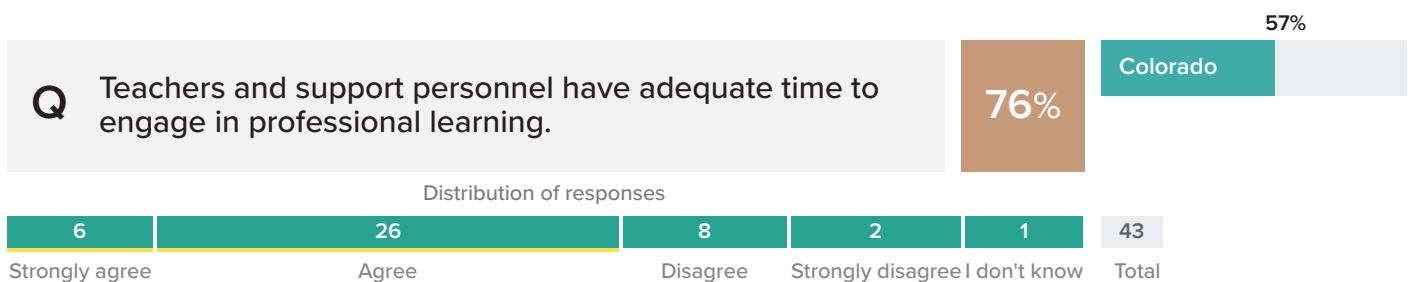 57%
Q
Teachers and support personnel have adequate time to
engage in professional learning.
76%
Colorado
Distribution of responses
6 26 8 2 1 43
Strongly agree Agree Disagree Strongly disagree I don't know Total